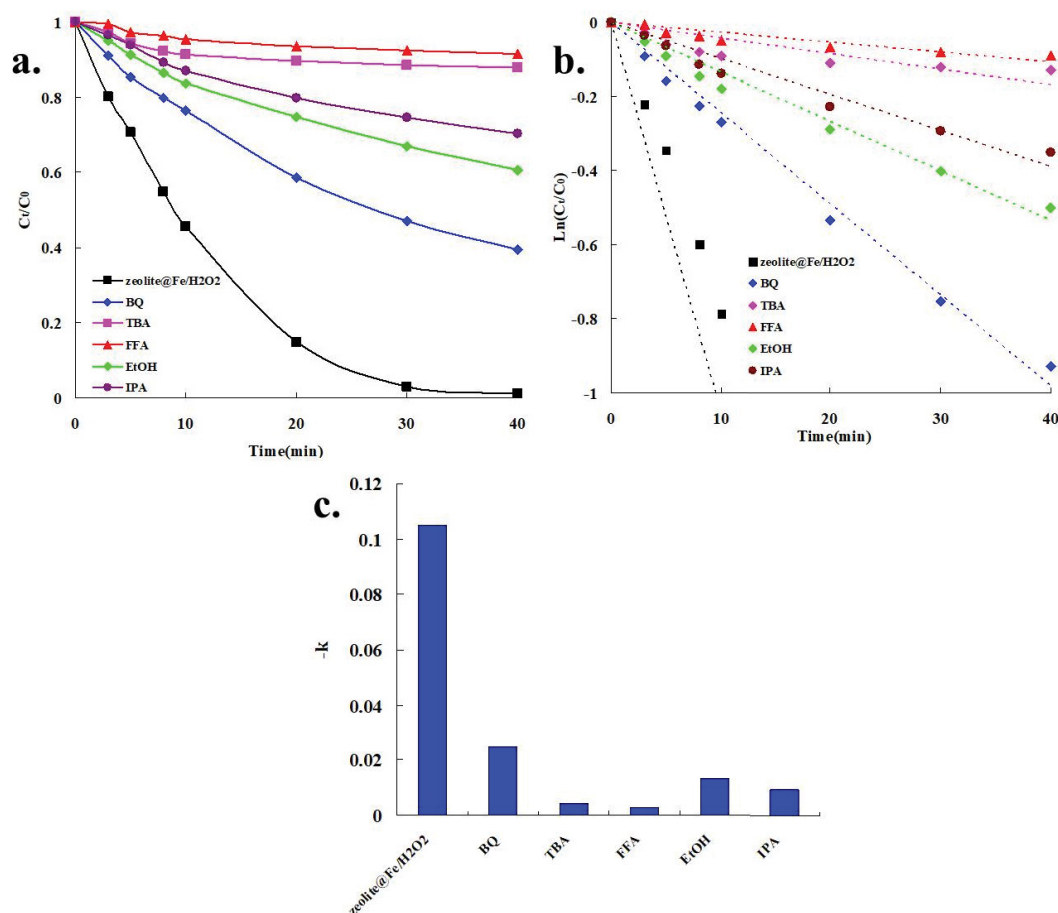 a.
Ct/C0
1
0.8
0.6
0.4
0.2
0
zeolite@Fe/H2O2
BQ
TBA
FFA
EtOH
IPA
0 10 20 30 40
Time(min)
b.
Ln(Ct/C0)
0
-0.2
-0.4
-0.6
-0.8
-1
zeolite@Fe/H2O2
BQ
TBA
FFA
EtOH
IPA
0 10 20 30 40
Time(min)
c.
-k
0.12
0.1
0.08
0.06
0.04
0.02
0
zeolite@Fe/H2O2
BQ
TBA
FFA
EtOH
IPA